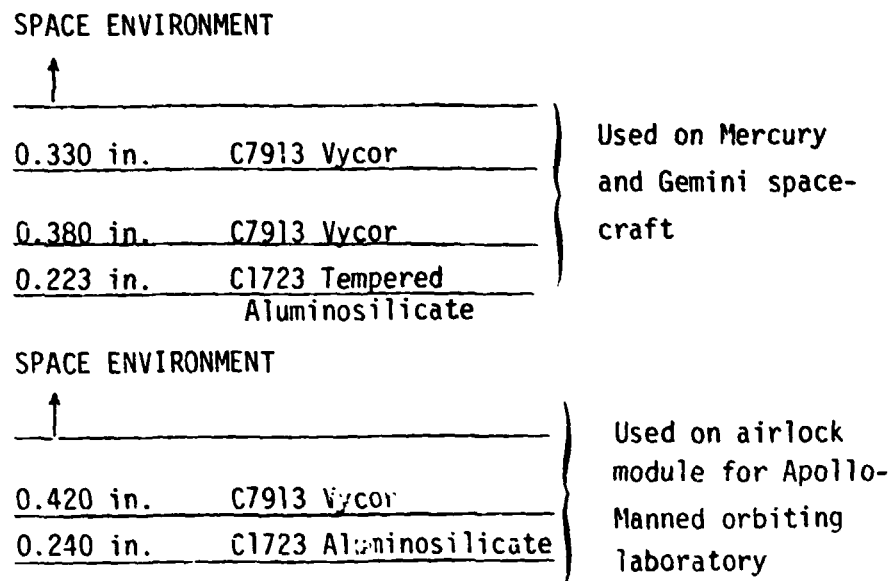 SPACE ENVIRONMENT
0.330 in. C7913 Vycor
0.380 in. C7913 Vycor
0.223 in. C1723 Tempered
Aluminosilicate
Used on Mercury
and Gemini space-
craft
SPACE ENVIRONMENT
0.420 in. C7913 Vycor
0.240 in. C1723 Aluminosilicate
Used on airlock
module for Apollo-
Manned orbiting
laboratory